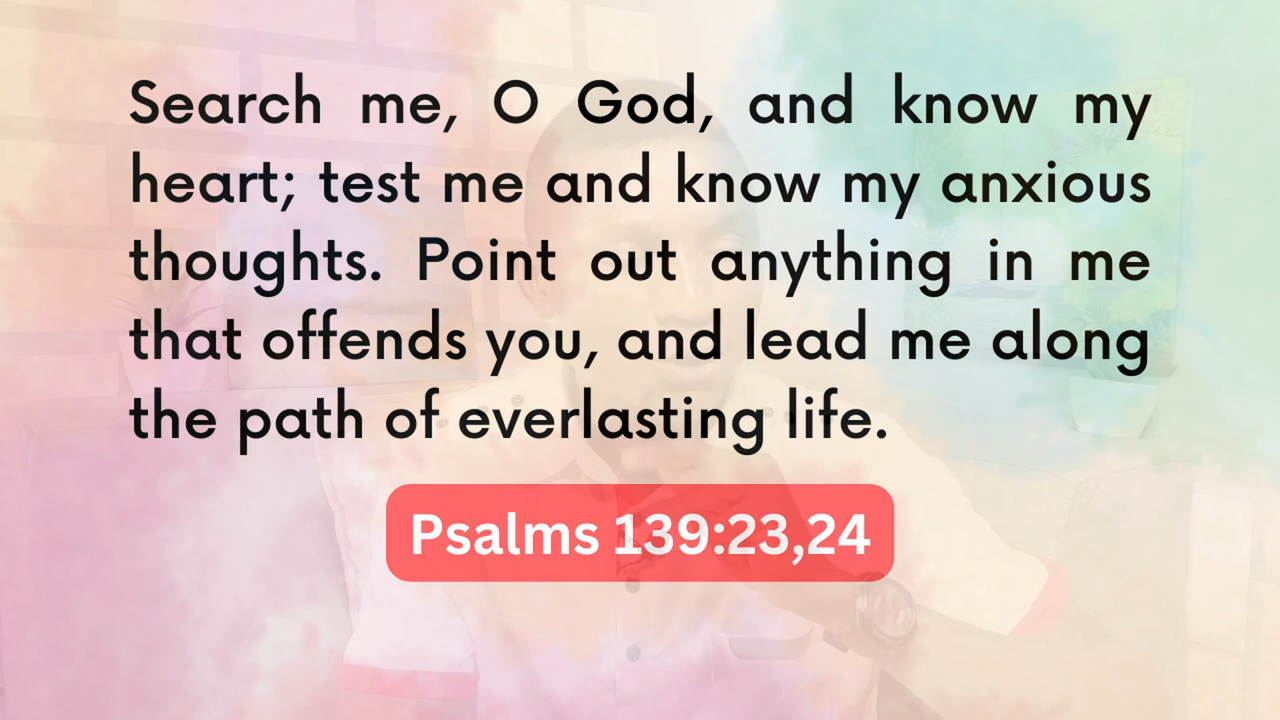 Search me, O God, and know my
heart; test me and know my anxious
thoughts. Point out anything in me
that offends you, and lead me along
the path of everlasting life.
Psalms 139:23,24